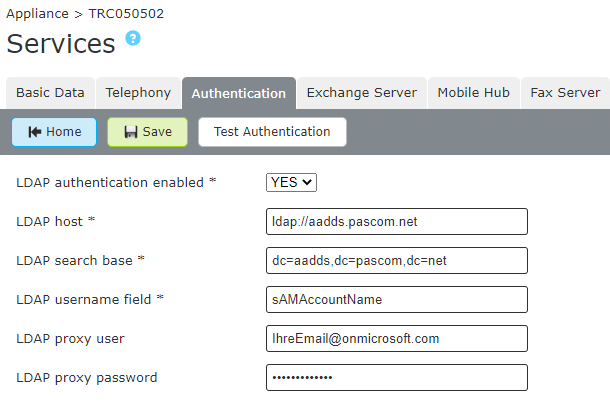 Appliance > TRC050502
Services ?
Basic Data Telephony Authentication Exchange Server Mobile Hub Fax Server
Home Save Test Authentication
LDAP authentication enabled * YES
LDAP host * ldap://aadds.pascom.net
LDAP search base * dc=aadds,dc=pascom,dc=net
LDAP username field * sAMAccountName
LDAP proxy user IhreEmail@onmicrosoft.com
LDAP proxy password •••••••••••••